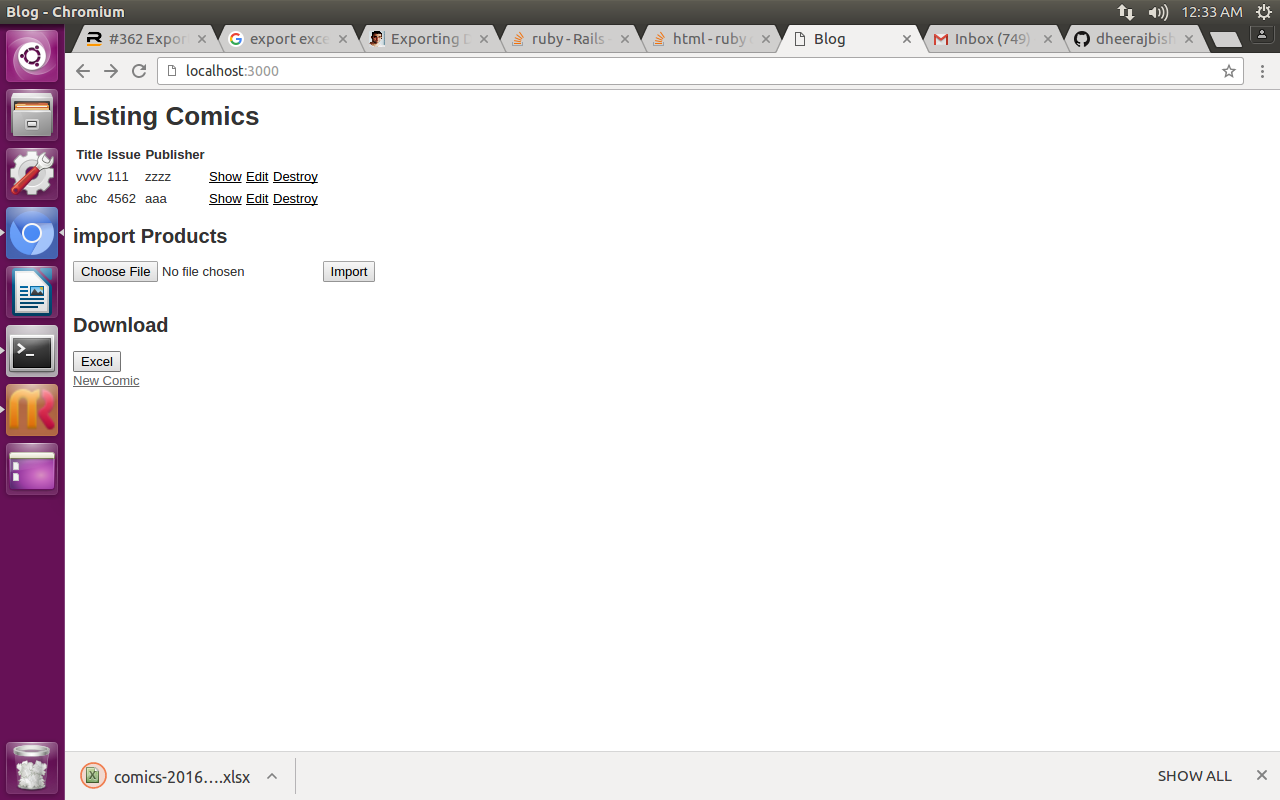 Blog - Chromium
12:33 AM
#362 Expor
export exce
Exporting D
ruby - Rails -
html - ruby
Blog
Inbox (749)
dheerajbish
localhost:3000
Listing Comics
Title Issue Publisher
vvvv 111 zzzz Show Edit Destroy
abc 4562 aaa Show Edit Destroy
import Products
Choose File No file chosen Import
Download
Excel
New Comic
comics-2016….xlsx
SHOW ALL